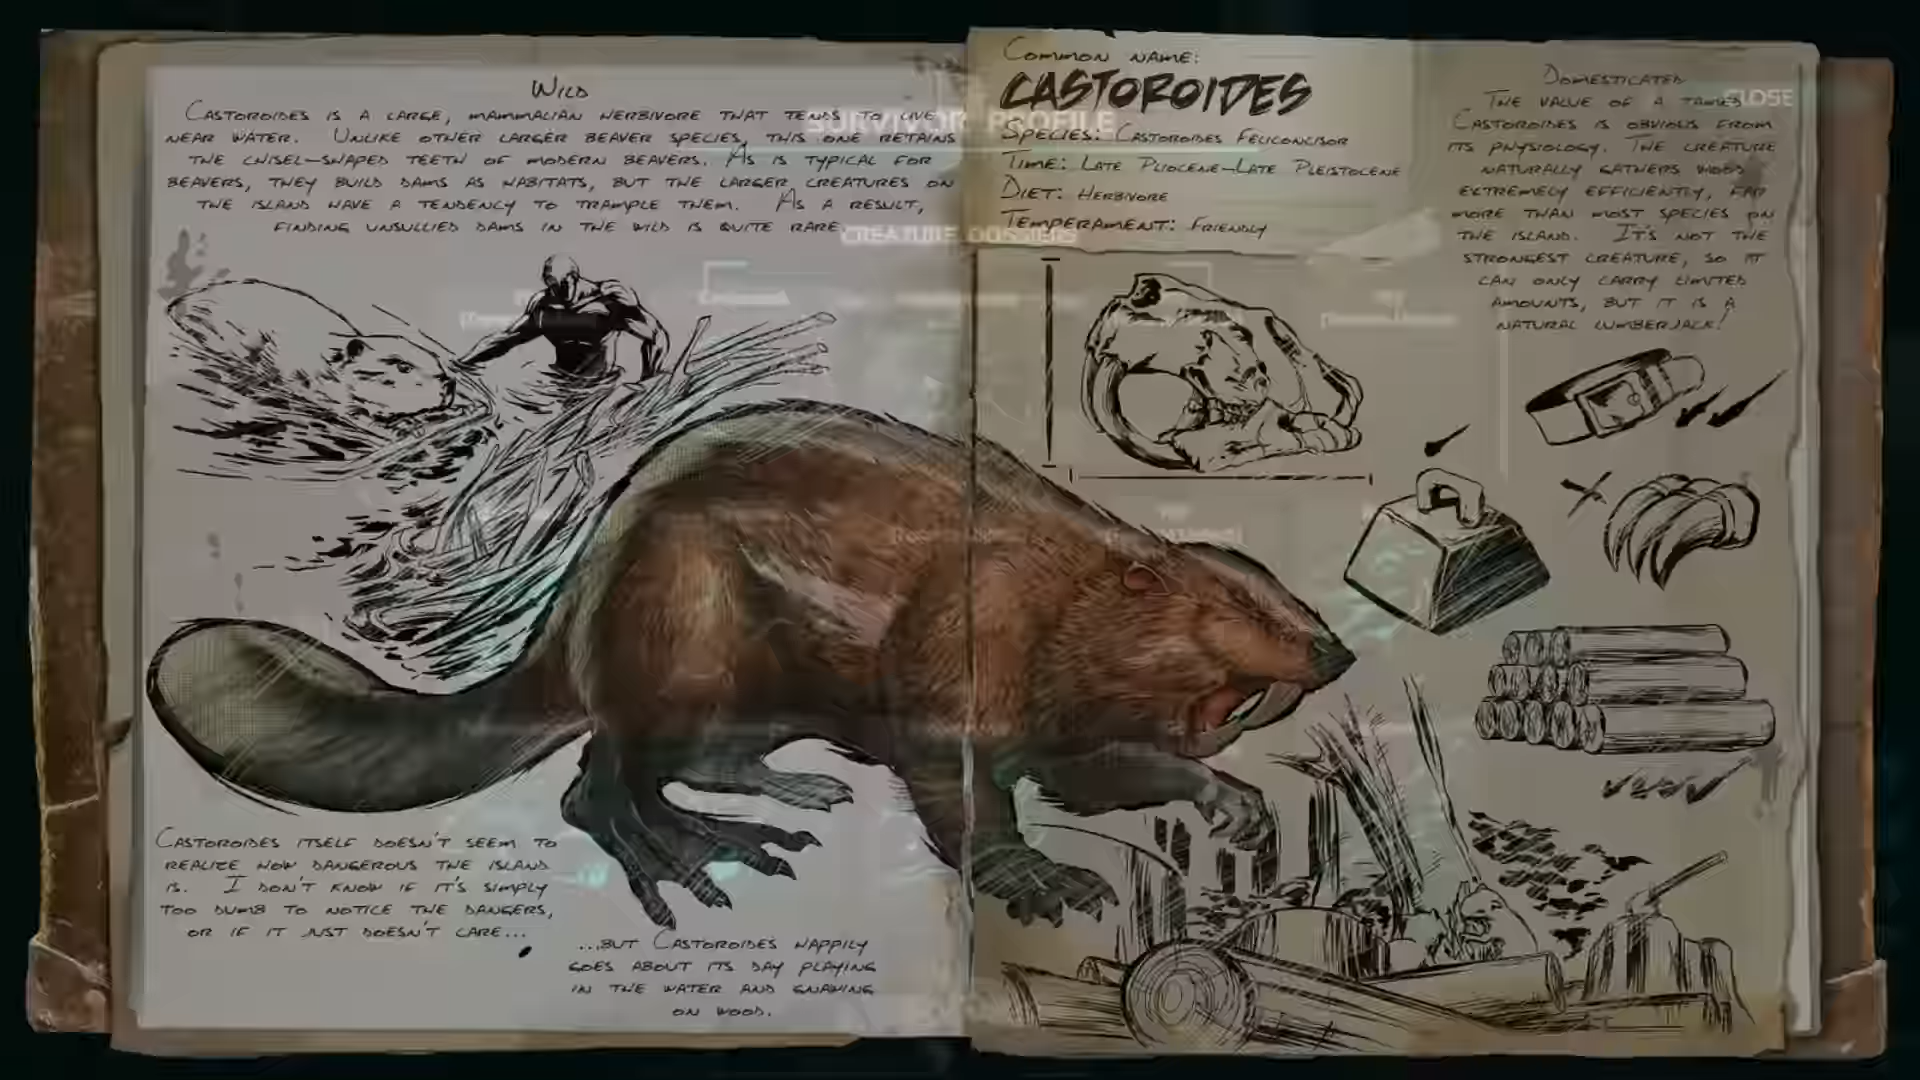 Wild
Castoroides is a large, mammalian herbivore that tends to live
near water. Unlike other larger beaver species, this one retains
the chisel-shaped teeth of modern beavers. As is typical for
beavers, they build dams as habitats, but the larger creatures on
the island have a tendency to trample them. As a result,
finding unsullied dams in the wild is quite rare
Castoroides itself doesn't seem to
realize how dangerous the island
is. I don't know if it's simply
too dumb to notice the dangers,
or if it just doesn't care...
...but Castoroides happily
goes about its day playing
in the water and gnawing
on wood.
Common name:
CASTOROIDES
Species: Castoroides Feliconcisor
Time: Late Pliocene-Late Pleistocene
Diet: Herbivore
Temperament: Friendly
Domesticated
The value of a tamed
Castoroides is obvious from
its physiology. The creature
naturally gathers wood
extremely efficiently, far
more than most species on
the island. It's not the
strongest creature, so it
can only carry limited
amounts, but it is a
natural lumberjack!
SURVIVOR PROFILE
CREATURE DOSSIERS
CLOSE